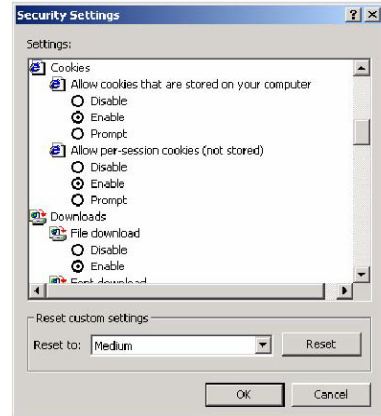 Security Settings
Settings:
Cookies
Allow cookies that are stored on your computer
Disable
Enable
Prompt
Allow per-session cookies (not stored)
Disable
Enable
Prompt
Downloads
File download
Disable
Enable
Font download
Reset custom settings
Reset to: Medium Reset
OK Cancel